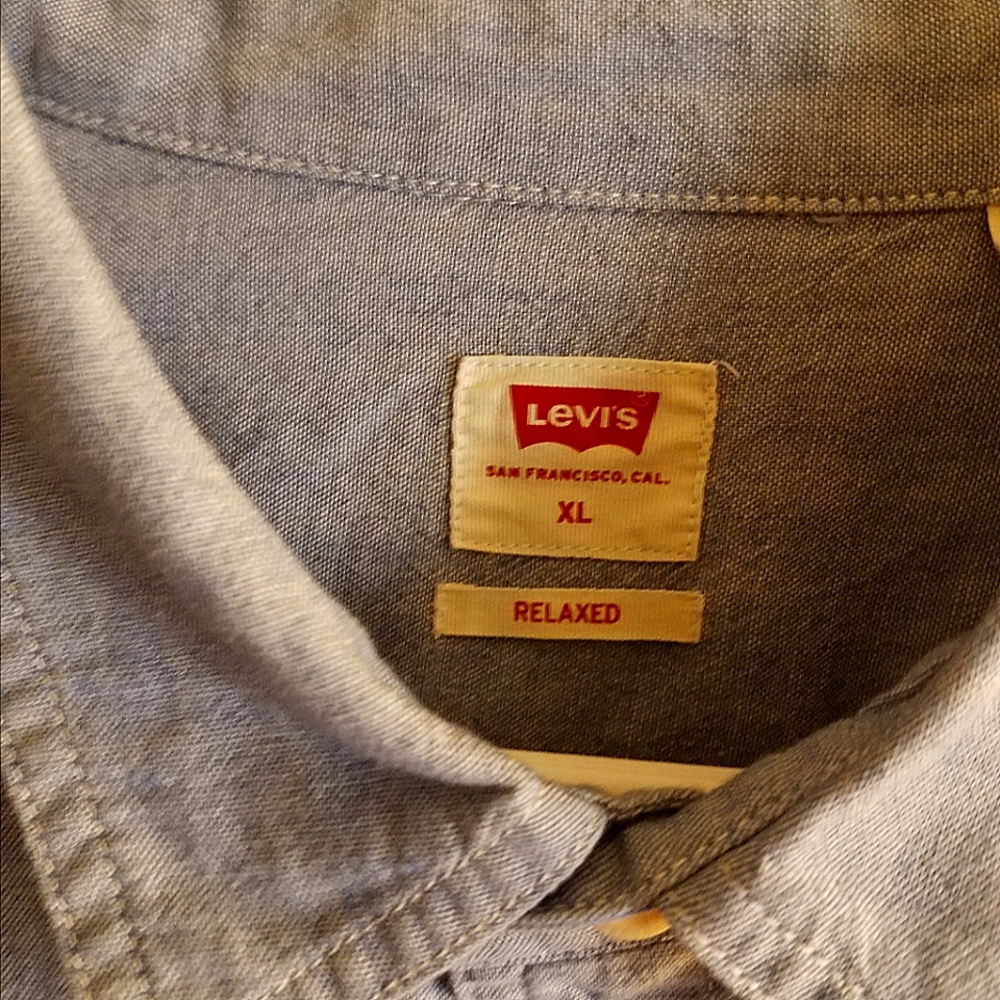 LEVI'S
SAN FRANCISCO, CAL.
XL
RELAXED